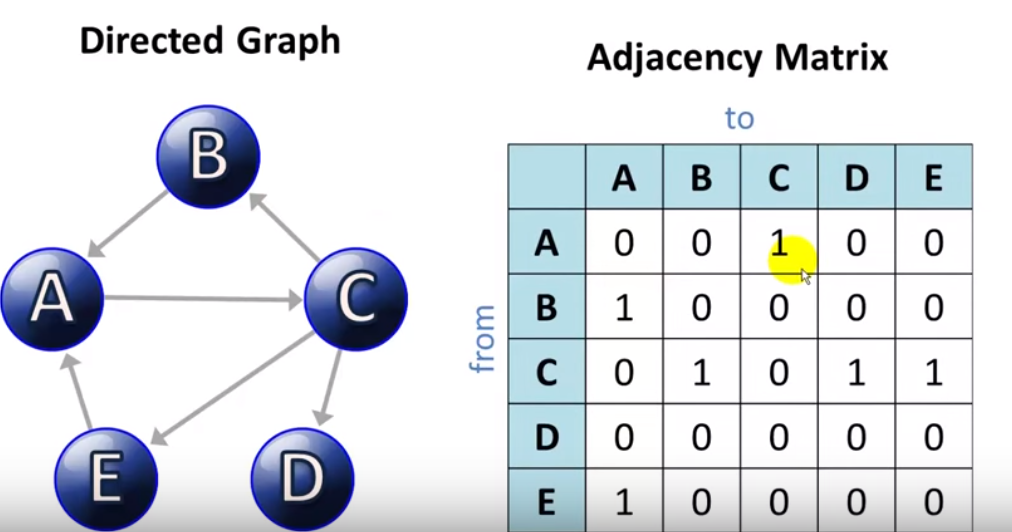 Directed Graph
B
A
C
E
D
Adjacency Matrix
to
from
A B C D E
A 0 0 1 0 0
B 1 0 0 0 0
C 0 1 0 1 1
D 0 0 0 0 0
E 1 0 0 0 0